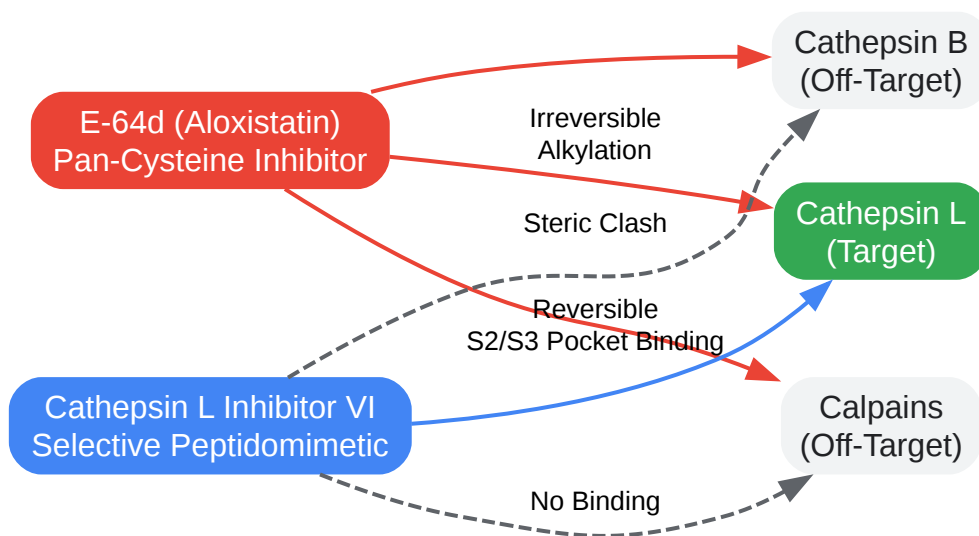 Cathepsin B
(Off-Target)
E-64d (Aloxistatin)
Pan-Cysteine Inhibitor
Irreversible
Alkylation
Steric Clash
Cathepsin L
(Target)
Reversible
S2/S3 Pocket Binding
Cathepsin L Inhibitor VI
Selective Peptidomimetic
Calpains
(Off-Target)
No Binding